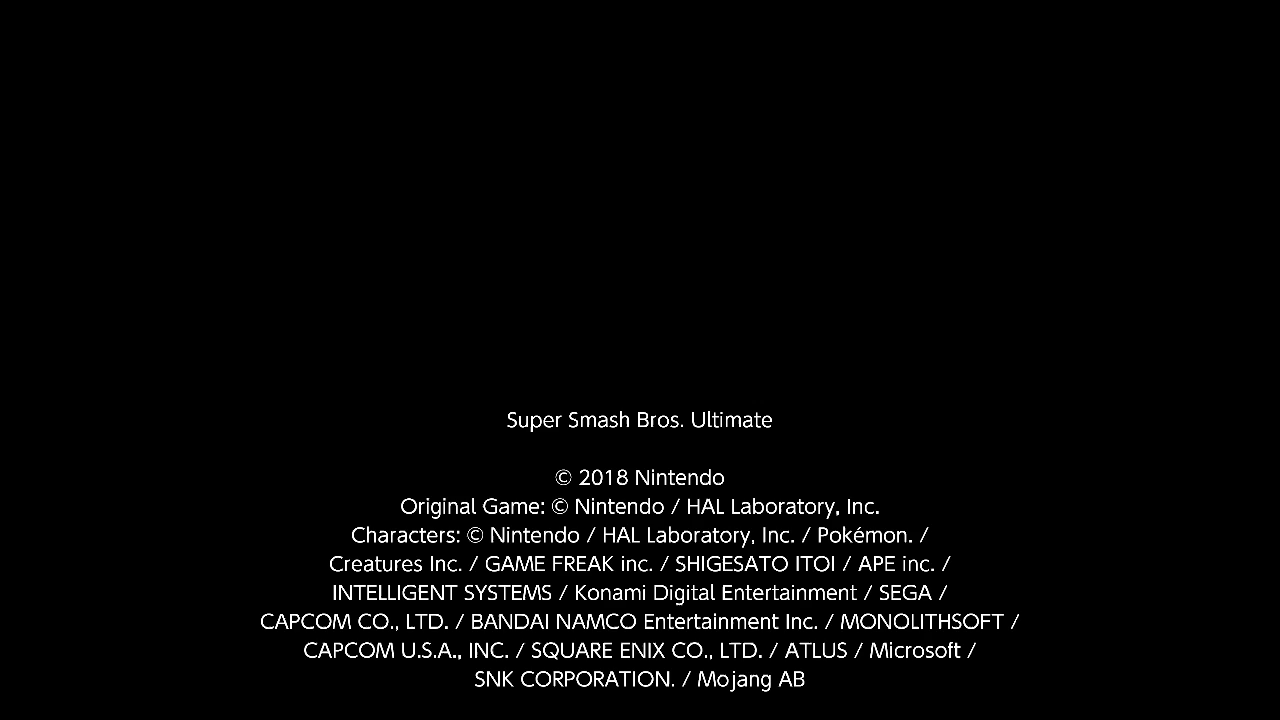 Super Smash Bros. Ultimate
© 2018 Nintendo
Original Game: © Nintendo / HAL Laboratory, Inc.
Characters: © Nintendo / HAL Laboratory, Inc. / Pokémon. /
Creatures Inc. / GAME FREAK inc. / SHIGESATO ITOI / APE inc. /
INTELLIGENT SYSTEMS / Konami Digital Entertainment / SEGA /
CAPCOM CO., LTD. / BANDAI NAMCO Entertainment Inc. / MONOLITHSOFT /
CAPCOM U.S.A., INC. / SQUARE ENIX CO., LTD. / ATLUS / Microsoft /
SNK CORPORATION. / Mojang AB